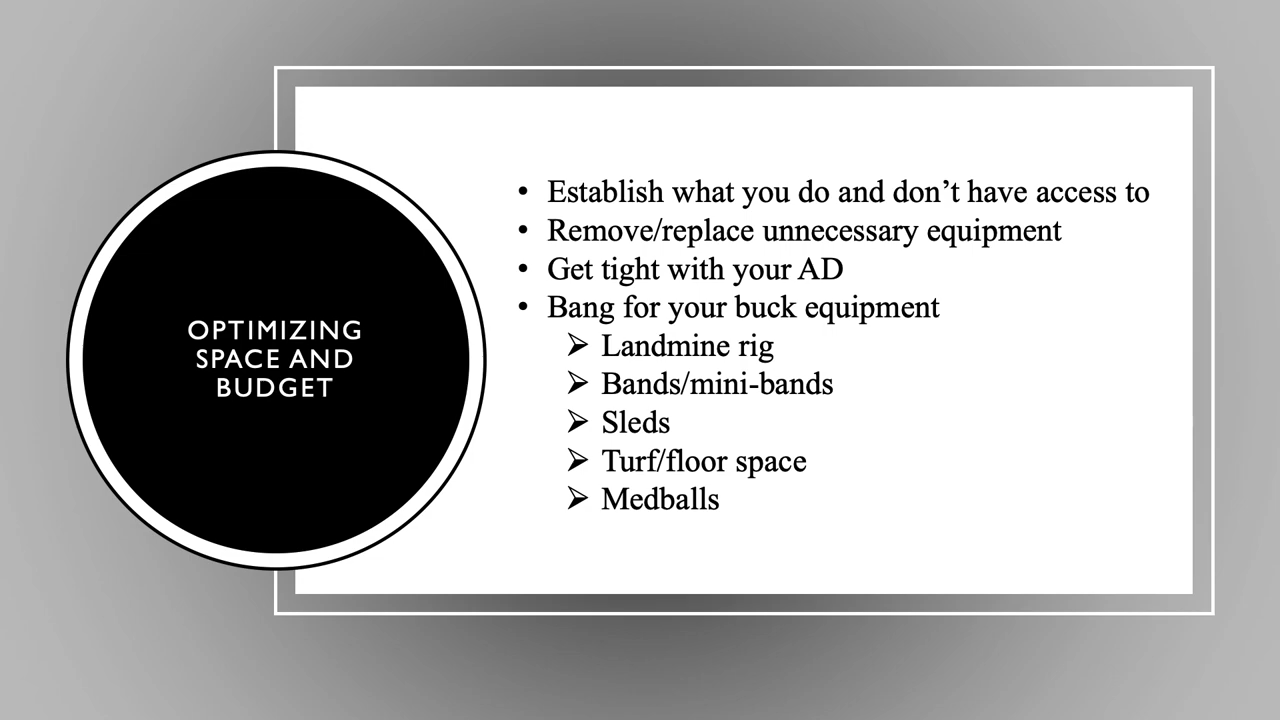 OPTIMIZING
SPACE AND
BUDGET
• Establish what you do and don’t have access to
• Remove/replace unnecessary equipment
• Get tight with your AD
• Bang for your buck equipment
➢ Landmine rig
➢ Bands/mini-bands
➢ Sleds
➢ Turf/floor space
➢ Medballs